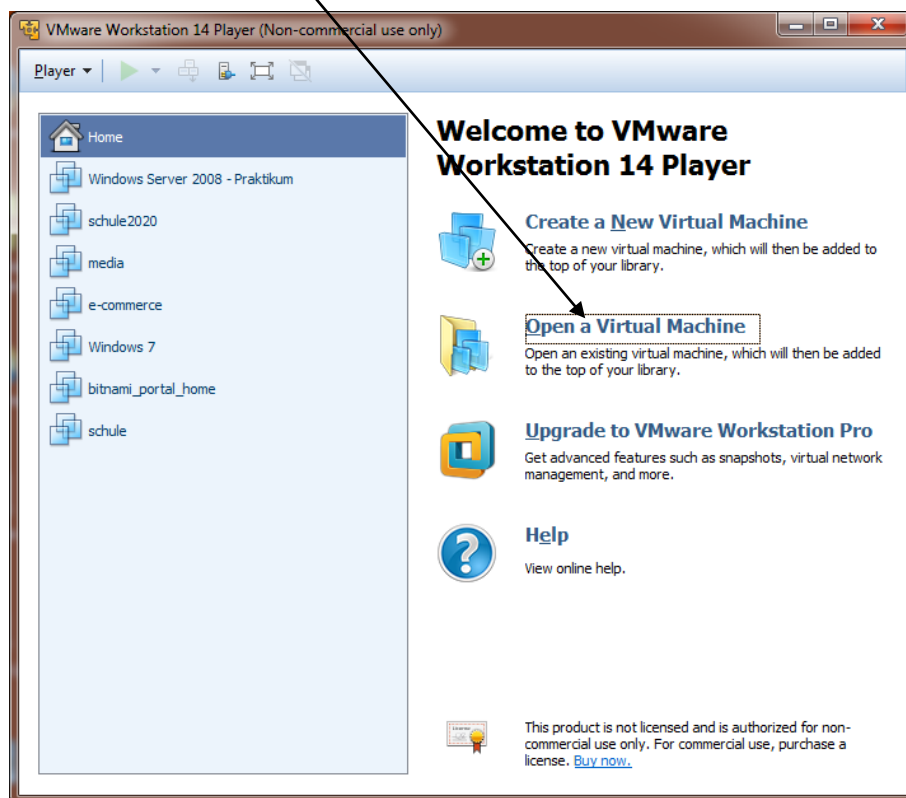 VMware Workstation 14 Player (Non-commercial use only)
Player
Home
Windows Server 2008 - Praktikum
schule2020
media
e-commerce
Windows 7
bitnami_portal_home
schule
Welcome to VMware
Workstation 14 Player
Create a New Virtual Machine
Create a new virtual machine, which will then be added to
the top of your library.
Open a Virtual Machine
Open an existing virtual machine, which will then be added
to the top of your library.
Upgrade to VMware Workstation Pro
Get advanced features such as snapshots, virtual network
management, and more.
Help
View online help.
This product is not licensed and is authorized for non-
commercial use only. For commercial use, purchase a
license. Buy now.